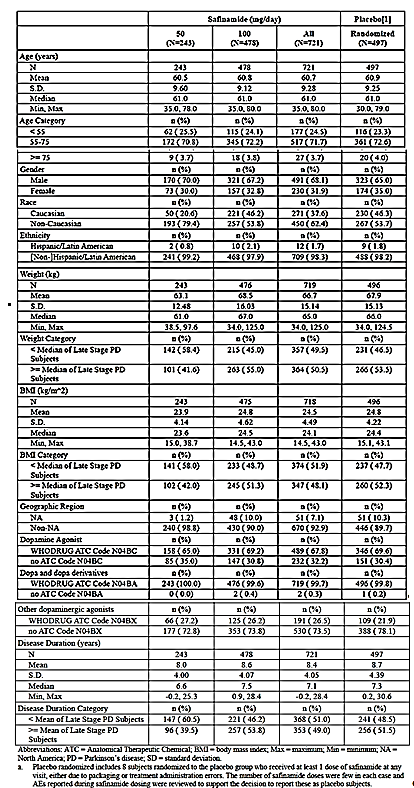 Safinamide (mg/day) Placebo[1]
50 100 All Randomized
(N=243) (N=478) (N=721) (N=497)
Age (years)
N 243 478 721 497
Mean 60.5 60.8 60.7 60.9
S.D. 9.60 9.12 9.28 9.25
Median 61.0 61.0 61.0 61.0
Min, Max 35.0, 78.0 35.0, 80.0 35.0, 80.0 30.0, 79.0
Age Category n (%) n (%) n (%) n (%)
< 55 62 (25.5) 115 (24.1) 177 (24.5) 116 (23.3)
55-75 172 (70.8) 345 (72.2) 517 (71.7) 361 (72.6)
>= 75 9 (3.7) 18 (3.8) 27 (3.7) 20 (4.0)
Gender n (%) n (%) n (%) n (%)
Male 170 (70.0) 321 (67.2) 491 (68.1) 323 (65.0)
Female 73 (30.0) 157 (32.8) 230 (31.9) 174 (35.0)
Race n (%) n (%) n (%) n (%)
Caucasian 50 (20.6) 221 (46.2) 271 (37.6) 230 (46.3)
Non-Caucasian 193 (79.4) 257 (53.8) 450 (62.4) 267 (53.7)
Ethnicity n (%) n (%) n (%) n (%)
Hispanic/Latin American 2 (0.8) 10 (2.1) 12 (1.7) 9 (1.8)
[Non-]Hispanic/Latin American 241 (99.2) 468 (97.9) 709 (98.3) 488 (98.2)
Weight (kg)
N 243 476 719 496
Mean 63.1 68.5 66.7 67.9
S.D. 12.48 16.03 15.14 15.13
Median 61.0 67.0 65.0 66.0
Min, Max 38.5, 97.6 34.0, 125.0 34.0, 125.0 34.0, 124.5
Weight Category n (%) n (%) n (%) n (%)
< Median of Late Stage PD 142 (58.4) 215 (45.0) 357 (49.5) 231 (46.5)
Subjects
>= Median of Late Stage PD 101 (41.6) 263 (55.0) 364 (50.5) 266 (53.5)
Subjects
BMI (kg/m^2)
N 243 475 718 496
Mean 23.9 24.8 24.5 24.8
S.D. 4.14 4.62 4.49 4.22
Median 23.6 24.5 24.1 24.4
Min, Max 15.0, 38.7 14.5, 43.0 14.5, 43.0 15.1, 43.1
BMI Category n (%) n (%) n (%) n (%)
< Median of Late Stage PD 141 (58.0) 233 (48.7) 374 (51.9) 237 (47.7)
Subjects
>= Median of Late Stage PD 102 (42.0) 245 (51.3) 347 (48.1) 260 (52.3)
Subjects
Geographic Region n (%) n (%) n (%) n (%)
NA 3 (1.2) 48 (10.0) 51 (7.1) 51 (10.3)
Non-NA 240 (98.8) 430 (90.0) 670 (92.9) 446 (89.7)
Dopamine Agonist n (%) n (%) n (%) n (%)
WHODRUG ATC Code N04BC 158 (65.0) 331 (69.2) 489 (67.8) 346 (69.6)
no ATC Code N04BC 85 (35.0) 147 (30.8) 232 (32.2) 151 (30.4)
Dopa and dopa derivatives n (%) n (%) n (%) n (%)
WHODRUG ATC Code N04BA 243 (100.0) 476 (99.6) 719 (99.7) 496 (99.8)
no ATC Code N04BA 0 (0.0) 2 (0.4) 2 (0.3) 1 (0.2)
Other dopaminergic agonists n (%) n (%) n (%) n (%)
WHODRUG ATC Code N04BX 66 (27.2) 125 (26.2) 191 (26.5) 109 (21.9)
no ATC Code N04BX 177 (72.8) 353 (73.8) 530 (73.5) 388 (78.1)
Disease Duration (years)
N 243 478 721 497
Mean 8.0 8.6 8.4 8.7
S.D. 4.00 4.07 4.05 4.39
Median 6.6 7.5 7.1 7.3
Min, Max -0.2, 25.3 0.9, 28.4 -0.2, 28.4 0.2, 30.6
Disease Duration Category n (%) n (%) n (%) n (%)
< Mean of Late Stage PD Subjects 147 (60.5) 221 (46.2) 368 (51.0) 241 (48.5)
>= Mean of Late Stage PD 96 (39.5) 257 (53.8) 353 (49.0) 256 (51.5)
Subjects
Abbreviations: ATC = Anatomical Therapeutic Chemical; BMI = body mass index; Max = maximum; Min = minimum; NA =
North America; PD = Parkinson's disease; SD = standard deviation.
a. Placebo randomized includes 8 subjects randomized to the placebo group who received at least 1 dose of safinamide at any
visit, either due to packaging or treatment administration errors. The number of safinamide doses were few in each case and
AEs reported during safinamide dosing were reviewed to support the decision to report these as placebo subjects.